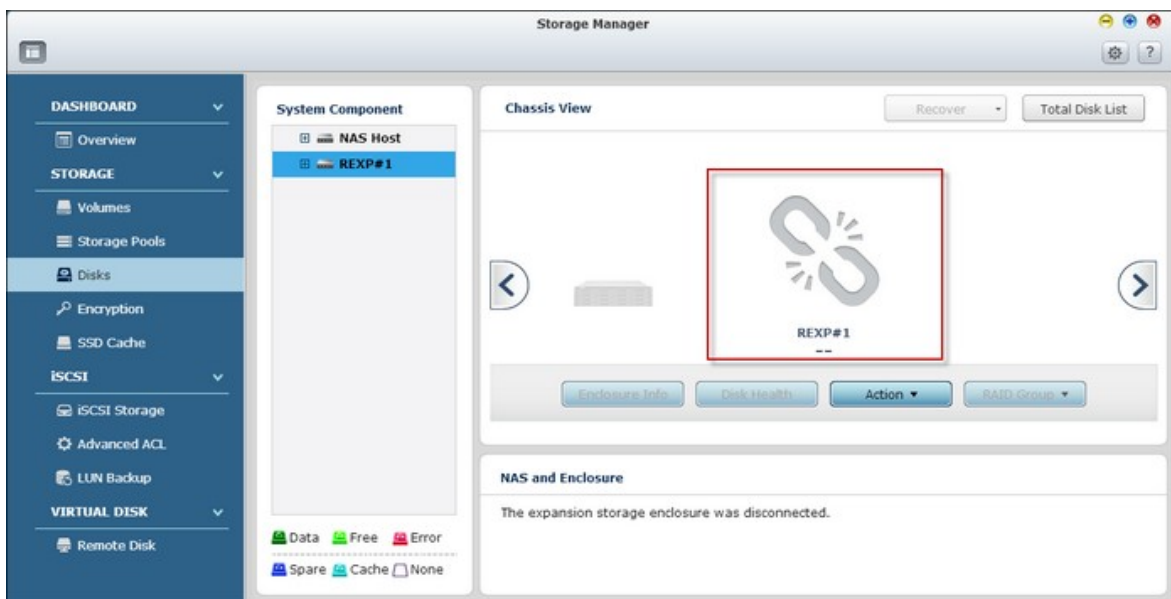 Storage Manager
?
DASHBOARD
Overview
STORAGE
Volumes
Storage Pools
Disks
Encryption
SSD Cache
iSCSI
iSCSI Storage
Advanced ACL
LUN Backup
VIRTUAL DISK
Remote Disk
System Component
NAS Host
REXP#1
Data Free Error
Spare Cache None
Chassis View
Recover
Total Disk List
REXP#1
--
Enclosure Info Disk Health Action RAID Group
NAS and Enclosure
The expansion storage enclosure was disconnected.